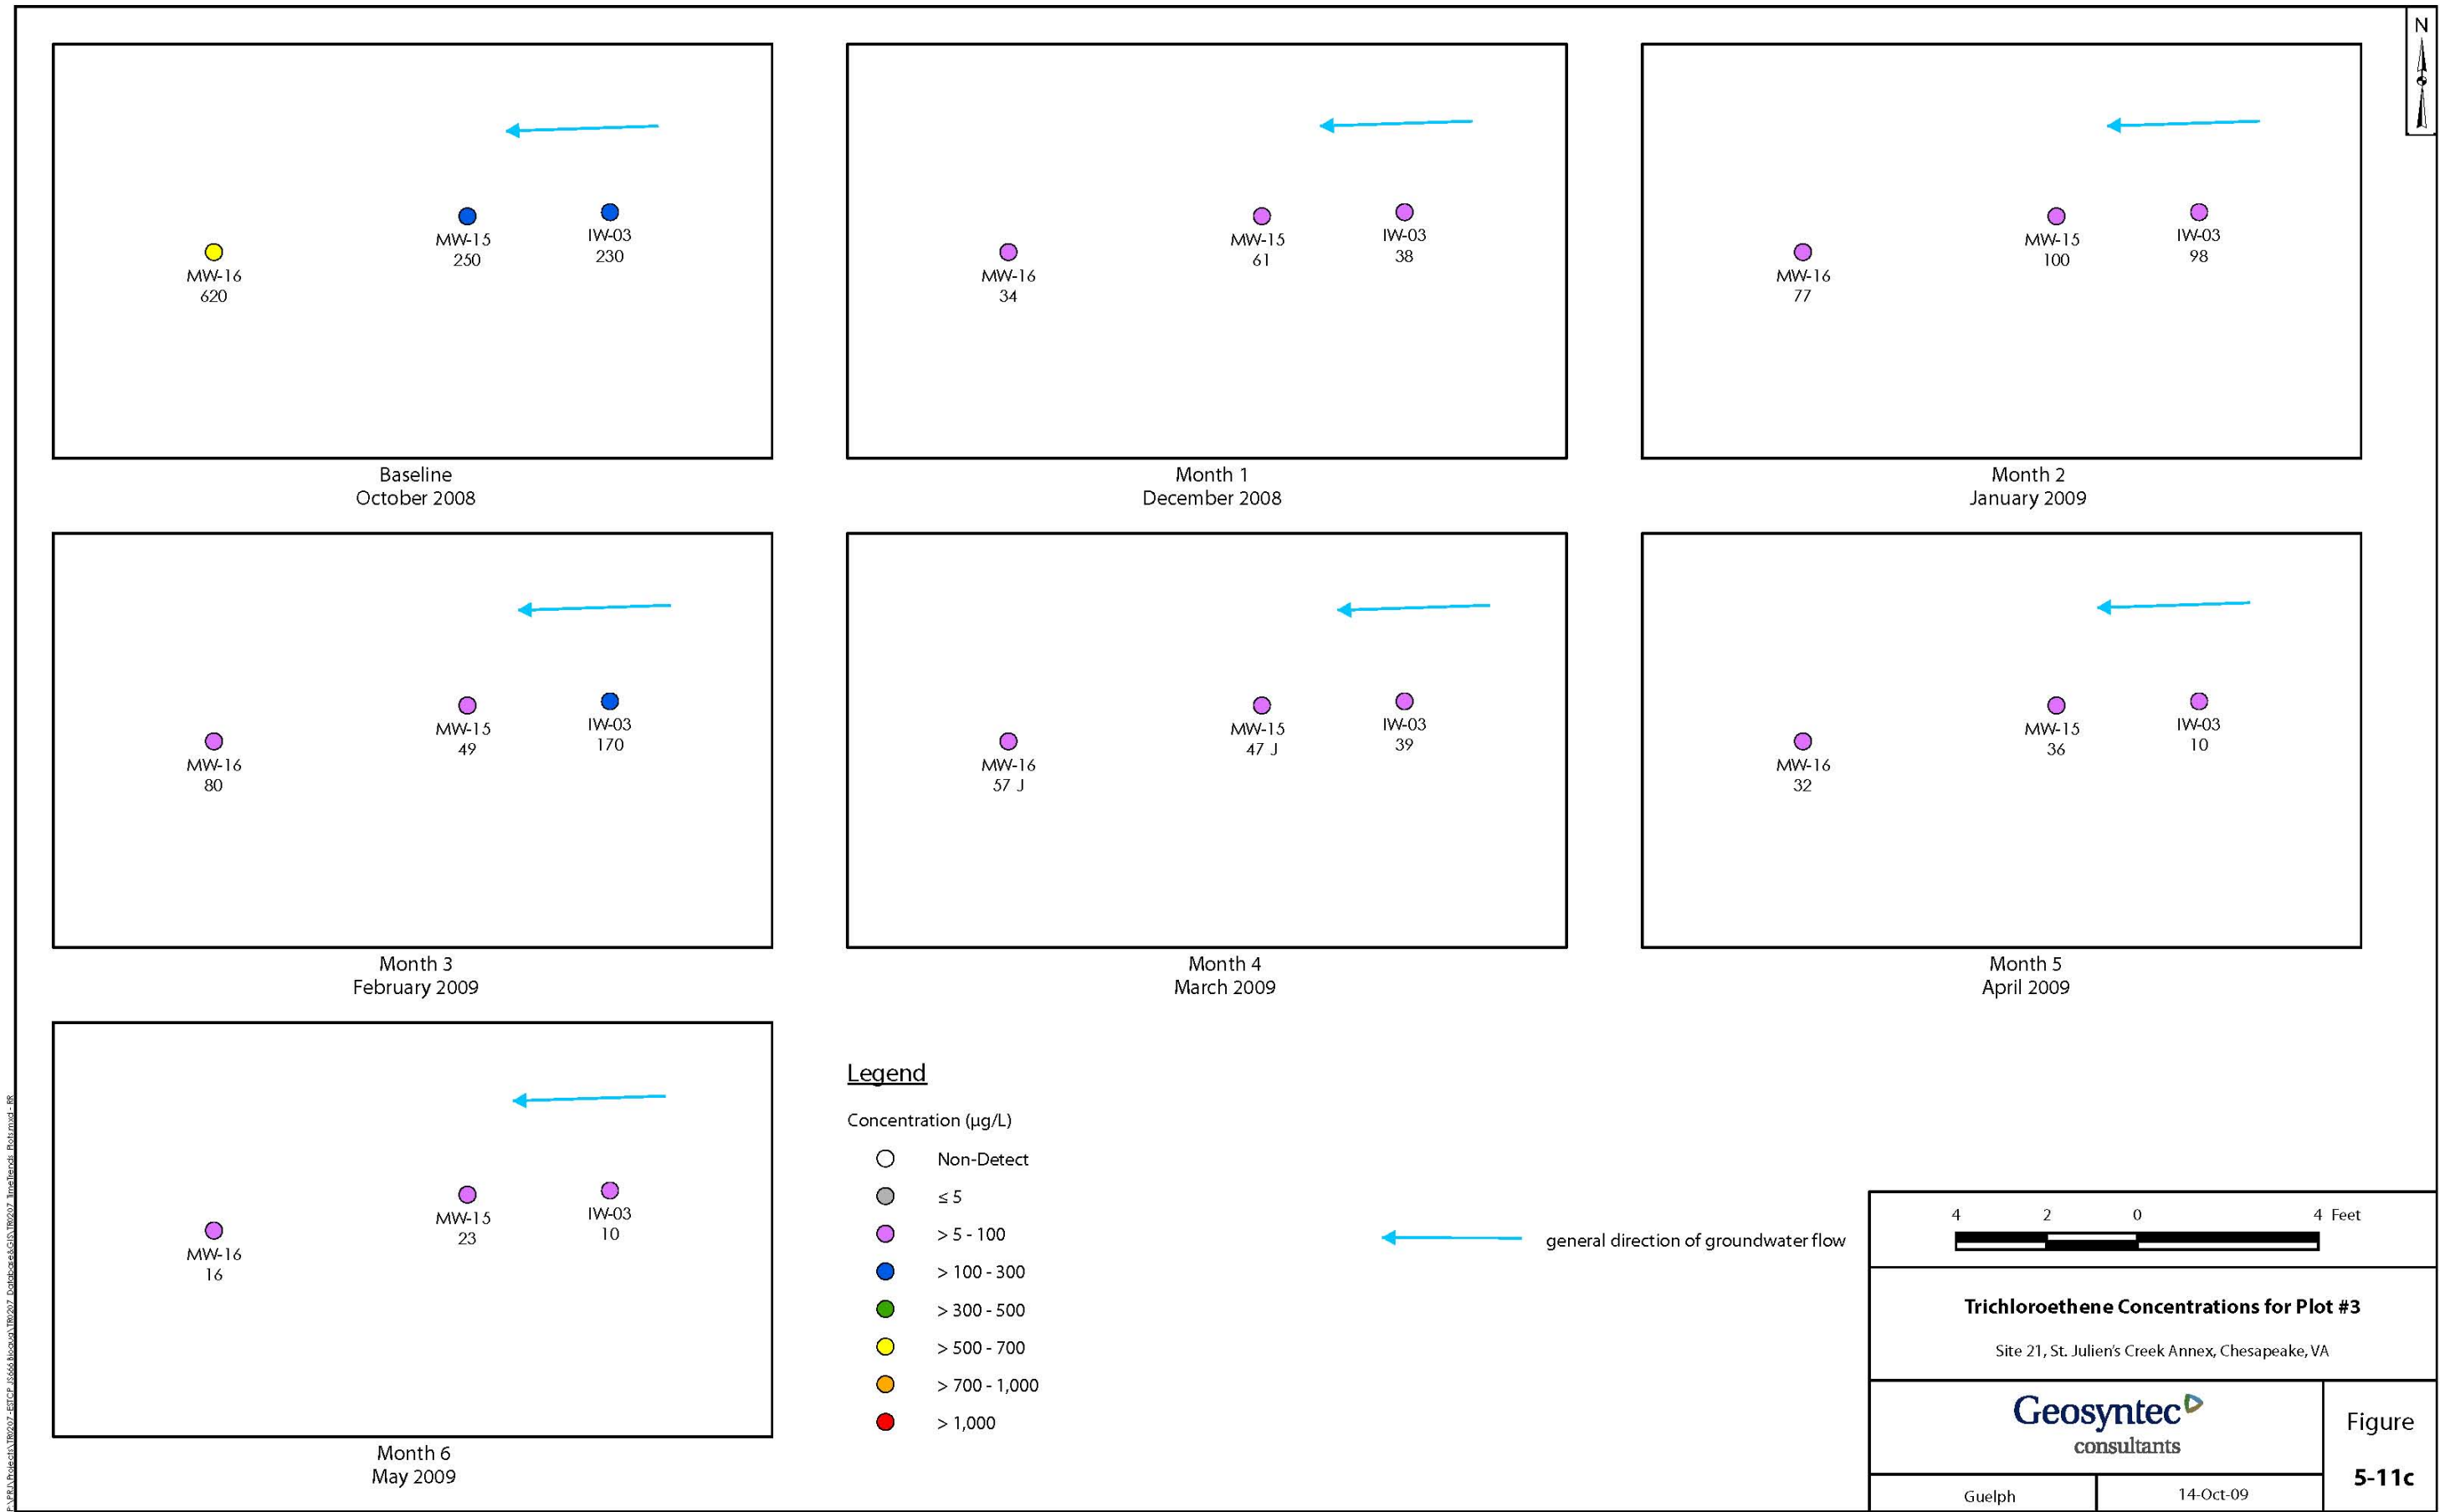 N
MW-16
620
MW-15
250
IW-03
230
Baseline
October 2008
MW-16
34
MW-15
61
IW-03
38
Month 1
December 2008
MW-16
77
MW-15
100
IW-03
98
Month 2
January 2009
MW-16
80
MW-15
49
IW-03
170
Month 3
February 2009
MW-16
57 J
MW-15
47 J
IW-03
39
Month 4
March 2009
MW-16
32
MW-15
36
IW-03
10
Month 5
April 2009
MW-16
16
MW-15
23
IW-03
10
Month 6
May 2009
Legend
Concentration (µg/L)
Non-Detect
≤ 5
> 5 - 100
> 100 - 300
> 300 - 500
> 500 - 700
> 700 - 1,000
> 1,000
general direction of groundwater flow
4 2 0 4 Feet
Trichloroethene Concentrations for Plot #3
Site 21, St. Julien's Creek Annex, Chesapeake, VA
Geosyntec
consultants
Figure
5-11c
Guelph
14-Oct-09